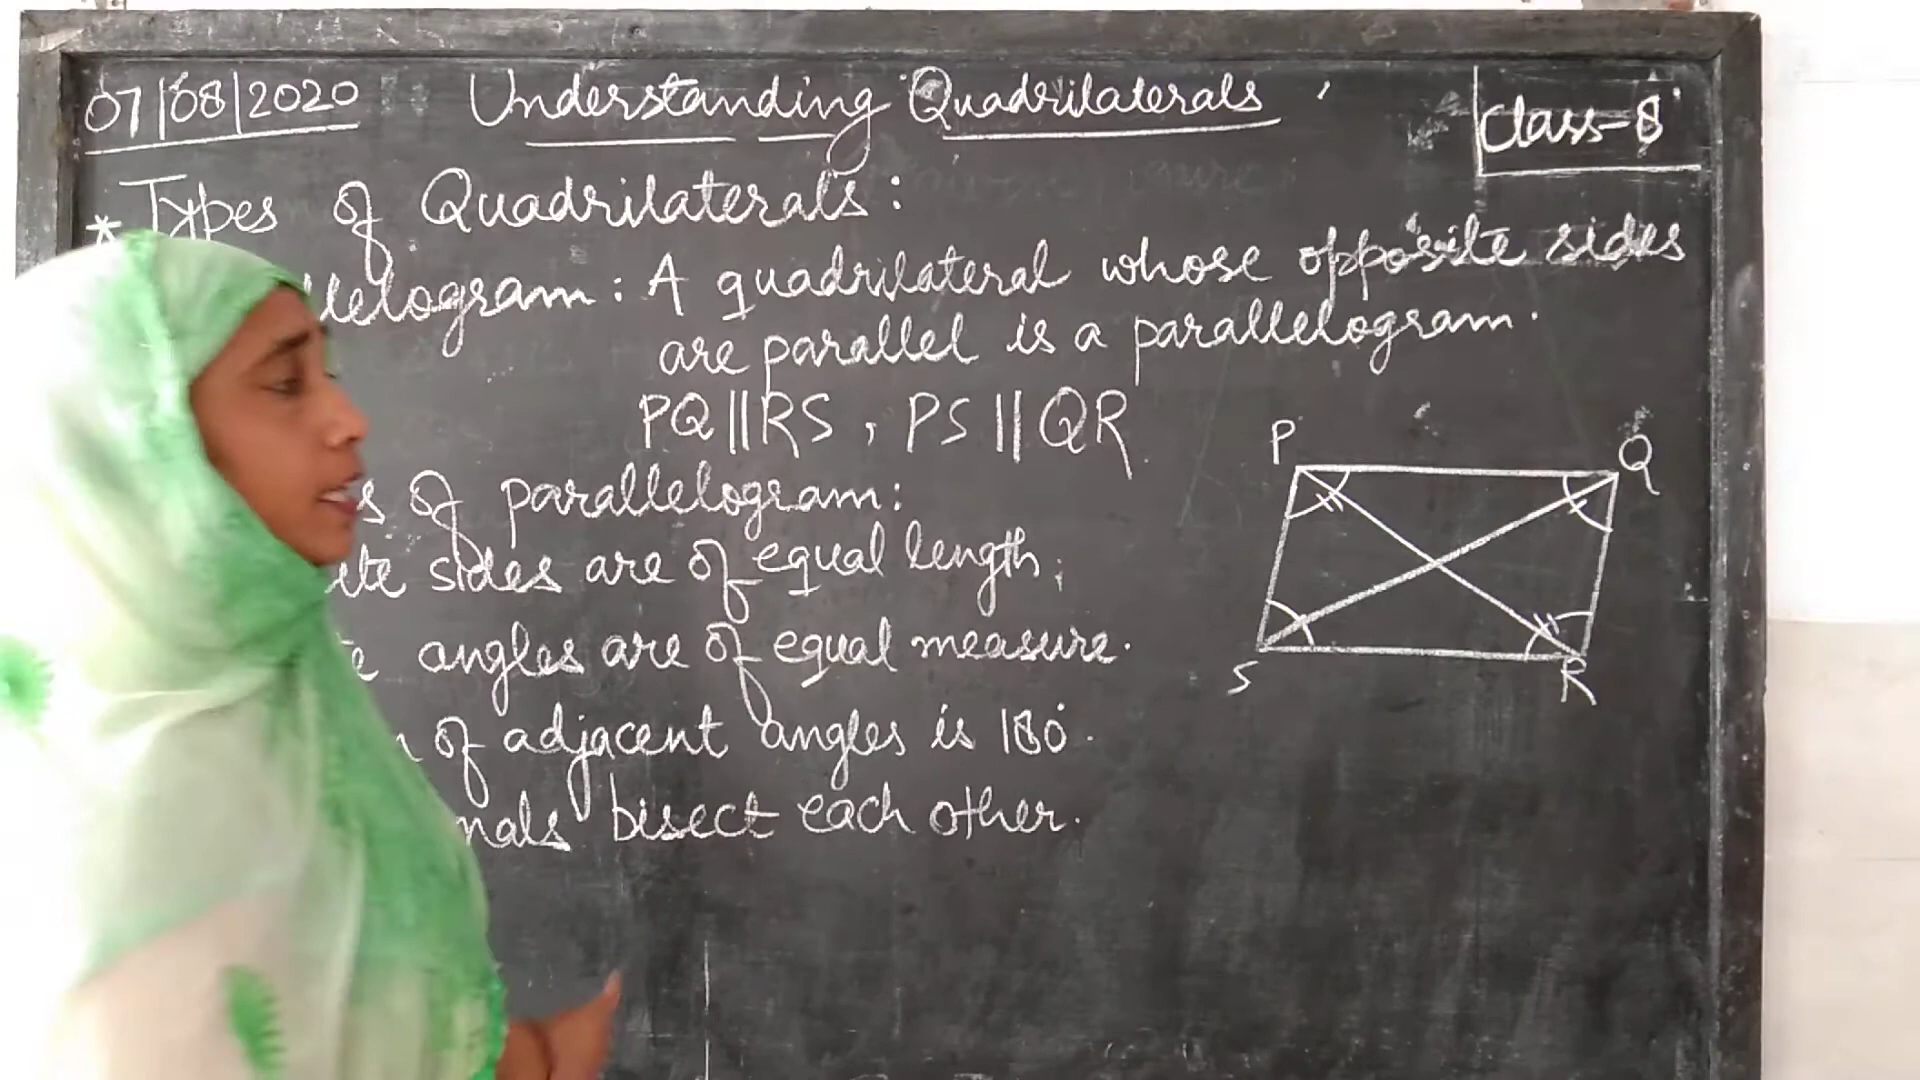 07/08/2020 Understanding Quadrilaterals Class-8
* Types of Quadrilaterals:
llelogram: A quadrilateral whose opposite sides
are parallel is a parallelogram.
PQ||RS, PS||QR
s of parallelogram:
ite sides are of equal length.
te angles are of equal measure.
n of adjacent angles is 180°.
nals bisect each other.
P Q
S R